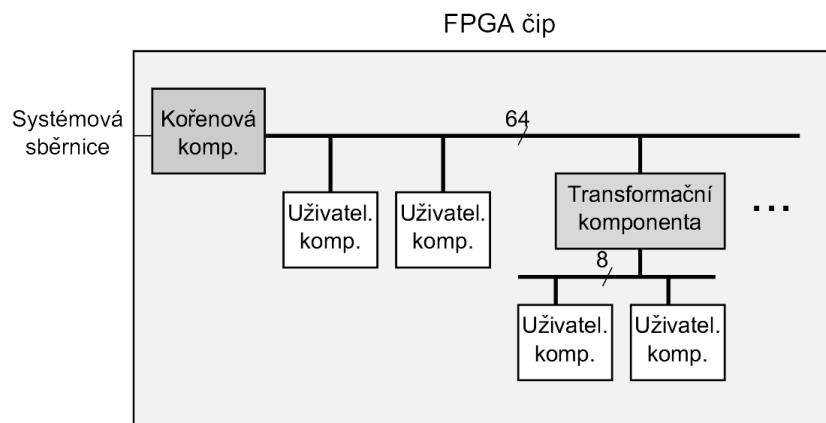 FPGA čip
Systémová
sběrnice
Kořenová
komp.
64
Uživatel.
komp.
Uživatel.
komp.
Transformační
komponenta
...
8
Uživatel.
komp.
Uživatel.
komp.